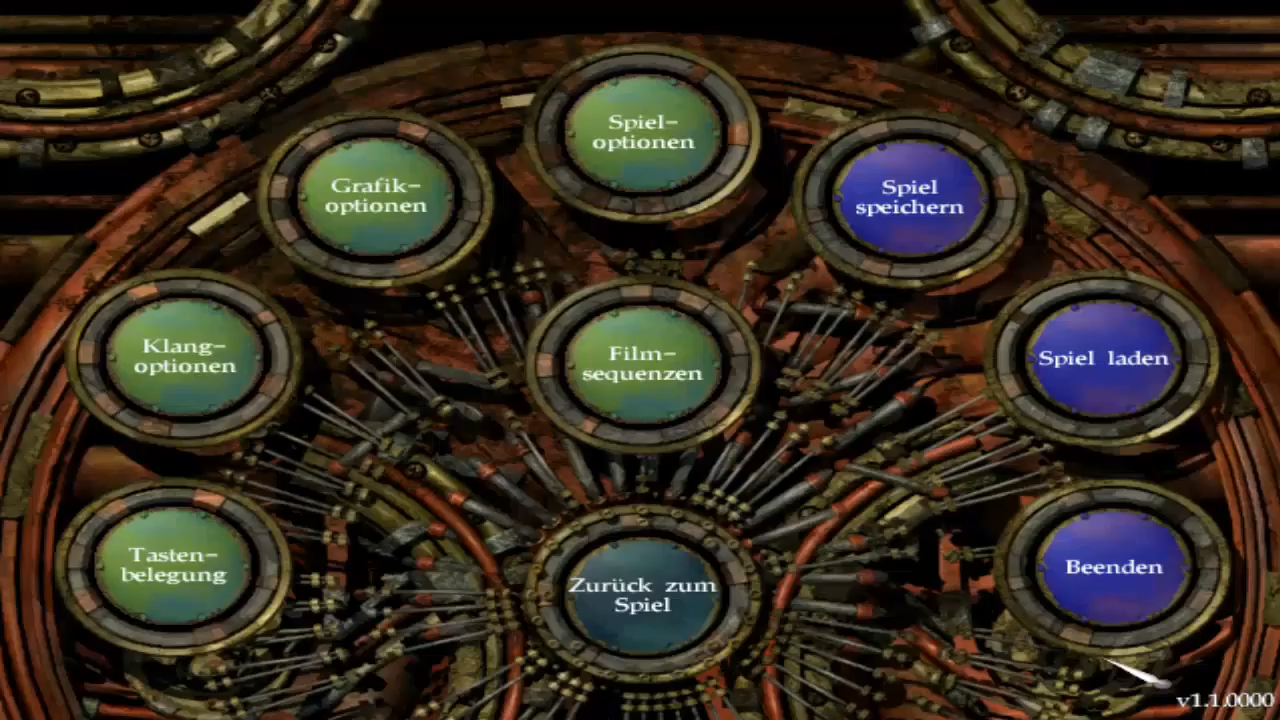 Spiel-
optionen
Grafik-
optionen
Spiel
speichern
Klang-
optionen
Film-
sequenzen
Spiel laden
Tasten-
belegung
Zurück zum
Spiel
Beenden
v1.1.0000